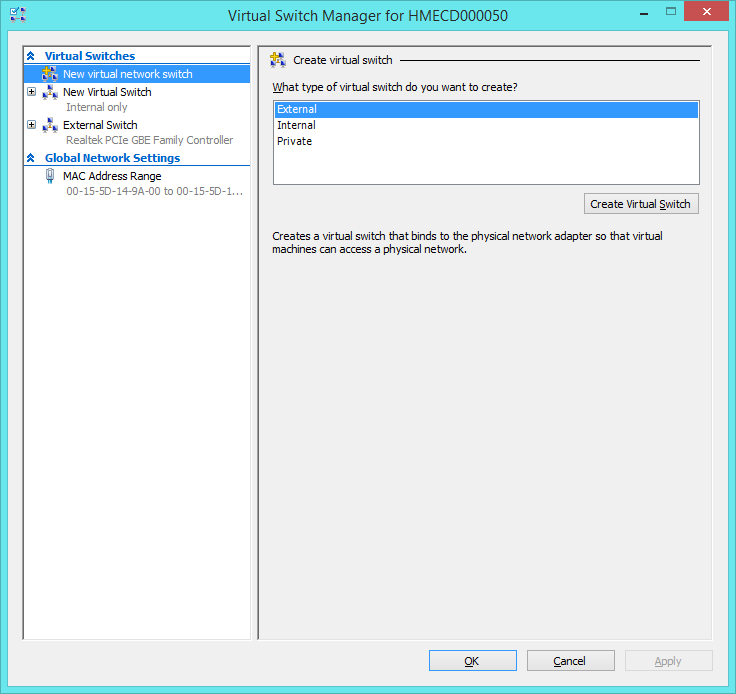 Virtual Switch Manager for HMECD000050
Virtual Switches
New virtual network switch
New Virtual Switch
Internal only
External Switch
Realtek PCIe GBE Family Controller
Global Network Settings
MAC Address Range
00-15-5D-14-9A-00 to 00-15-5D-1...
Create virtual switch
What type of virtual switch do you want to create?
External
Internal
Private
Create Virtual Switch
Creates a virtual switch that binds to the physical network adapter so that virtual
machines can access a physical network.
OK
Cancel
Apply